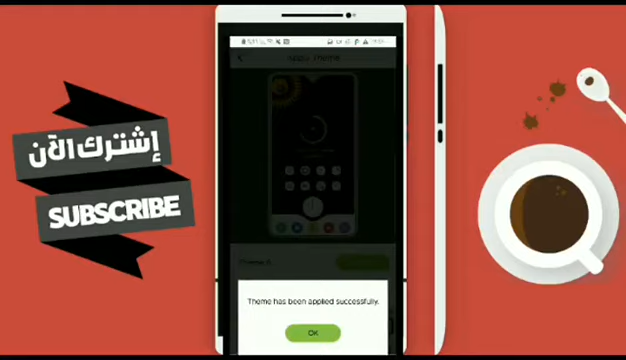 إشترك الآن
SUBSCRIBE
Apply Theme
Theme has been applied successfully.
OK